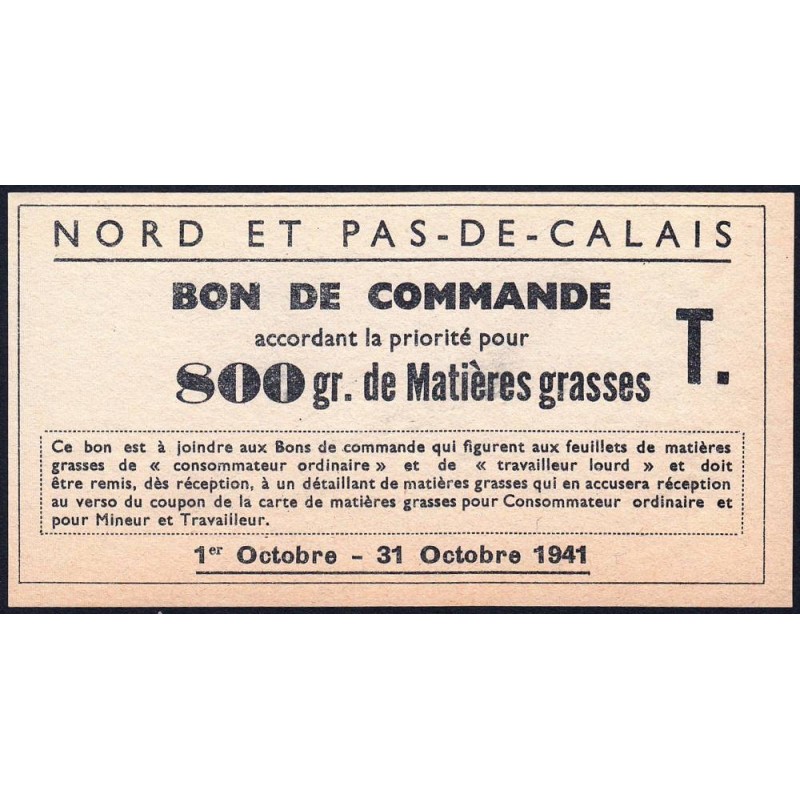 NORD ET PAS-DE-CALAIS
BON DE COMMANDE
accordant la priorité pour
T.
800 gr. de Matières grasses
Ce bon est à joindre aux Bons de commande qui figurent aux feuillets de matières
grasses de « consommateur ordinaire » et de « travailleur lourd » et doit
être remis, dès réception, à un détaillant de matières grasses qui en accusera réception
au verso du coupon de la carte de matières grasses pour Consommateur ordinaire et
pour Mineur et Travailleur.
1er Octobre - 31 Octobre 1941